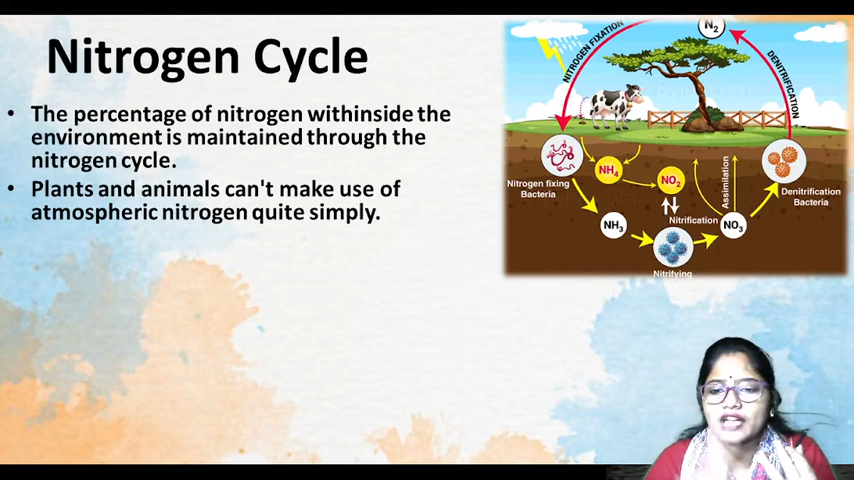 Nitrogen Cycle
• The percentage of nitrogen withinside the
environment is maintained through the
nitrogen cycle.
• Plants and animals can't make use of
atmospheric nitrogen quite simply.
N2
NITROGEN FIXATION
DENITRIFICATION
NH4
NO2
Nitrogen fixing
Bacteria
Assimilation
Denitrification
Bacteria
Nitrification
NH3
NO3
Nitrifying